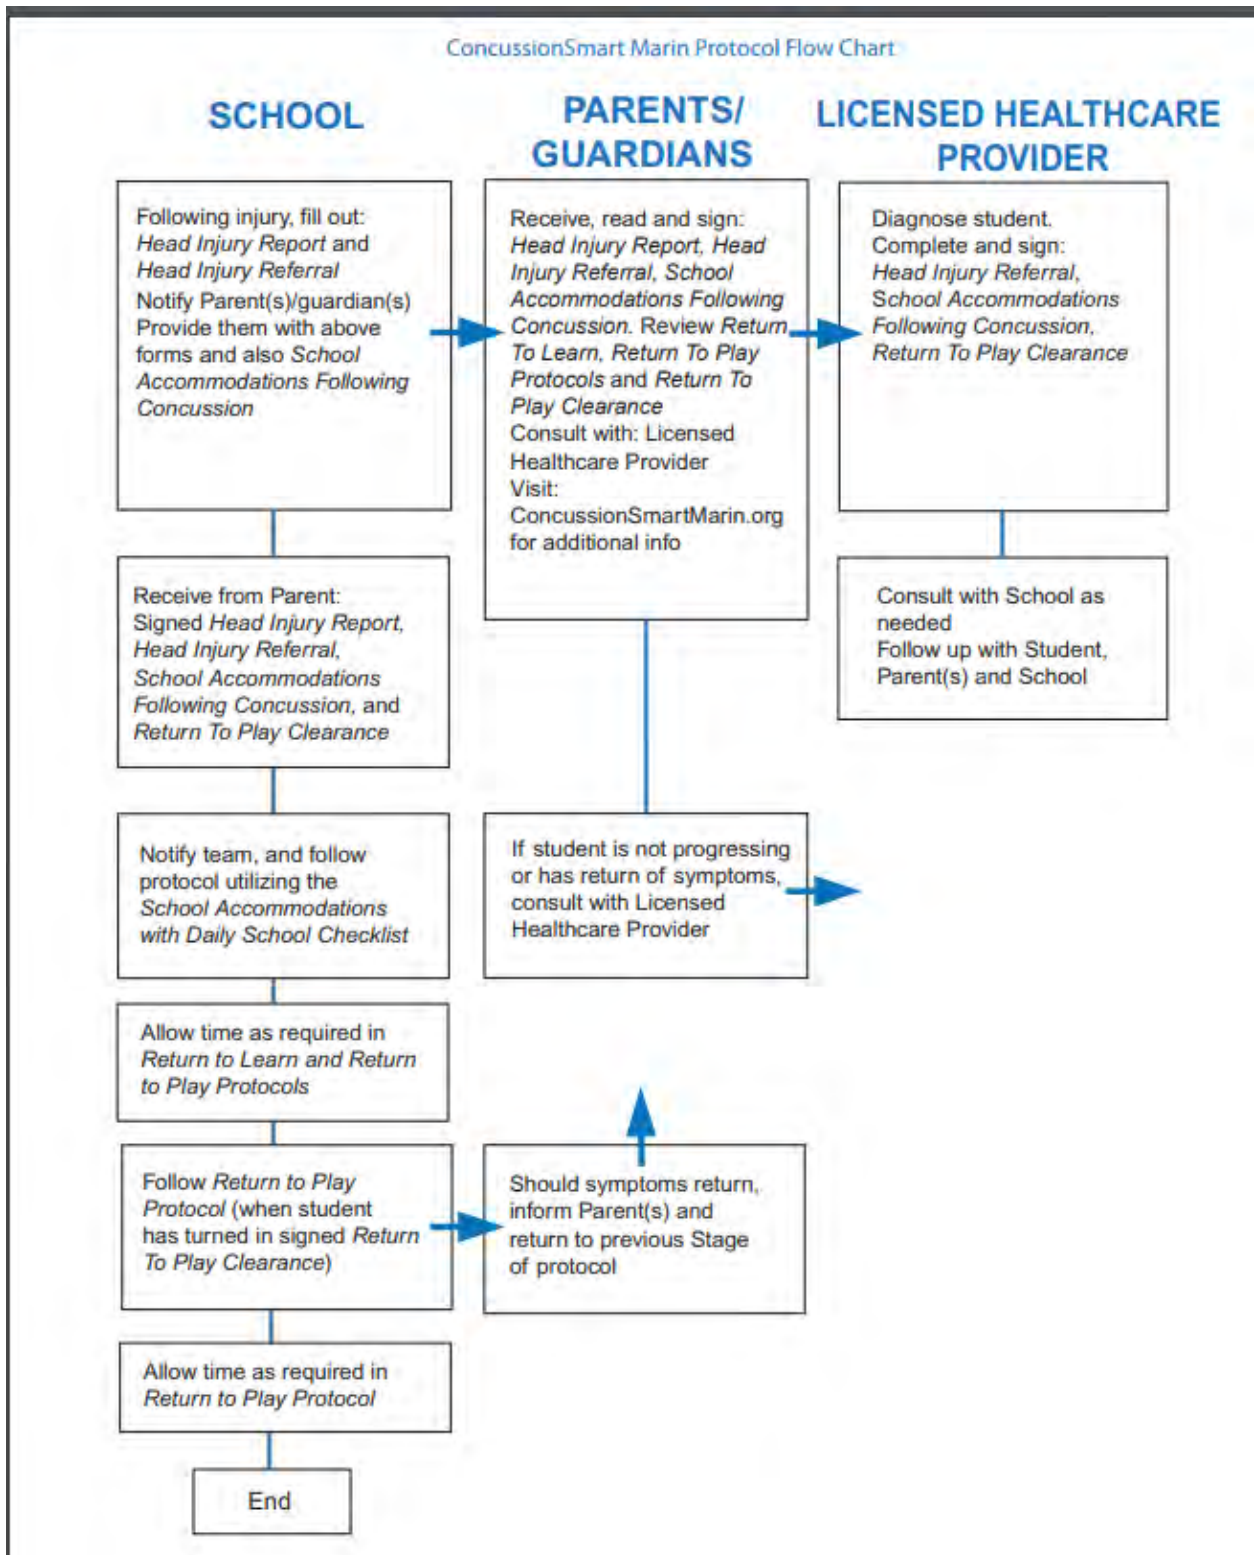 ConcussionSmart Marin Protocol Flow Chart
SCHOOL
Following injury, fill out:
Head Injury Report and
Head Injury Referral
Notify Parent(s)/guardian(s)
Provide them with above
forms and also School
Accommodations Following
Concussion
Receive from Parent:
Signed Head Injury Report,
Head Injury Referral,
School Accommodations
Following Concussion, and
Return To Play Clearance
Notify team, and follow
protocol utilizing the
School Accommodations
with Daily School Checklist
Allow time as required in
Return to Learn and Return
to Play Protocols
Follow Return to Play
Protocol (when student
has turned in signed Return
To Play Clearance)
Allow time as required in
Return to Play Protocol
End
PARENTS/
GUARDIANS
Receive, read and sign:
Head Injury Report, Head
Injury Referral, School
Accommodations Following
Concussion. Review Return
To Learn, Return To Play
Protocols and Return To
Play Clearance
Consult with: Licensed
Healthcare Provider
Visit:
ConcussionSmartMarin.org
for additional info
If student is not progressing
or has return of symptoms,
consult with Licensed
Healthcare Provider
Should symptoms return,
inform Parent(s) and
return to previous Stage
of protocol
LICENSED HEALTHCARE
PROVIDER
Diagnose student.
Complete and sign:
Head Injury Referral,
School Accommodations
Following Concussion,
Return To Play Clearance
Consult with School as
needed
Follow up with Student,
Parent(s) and School